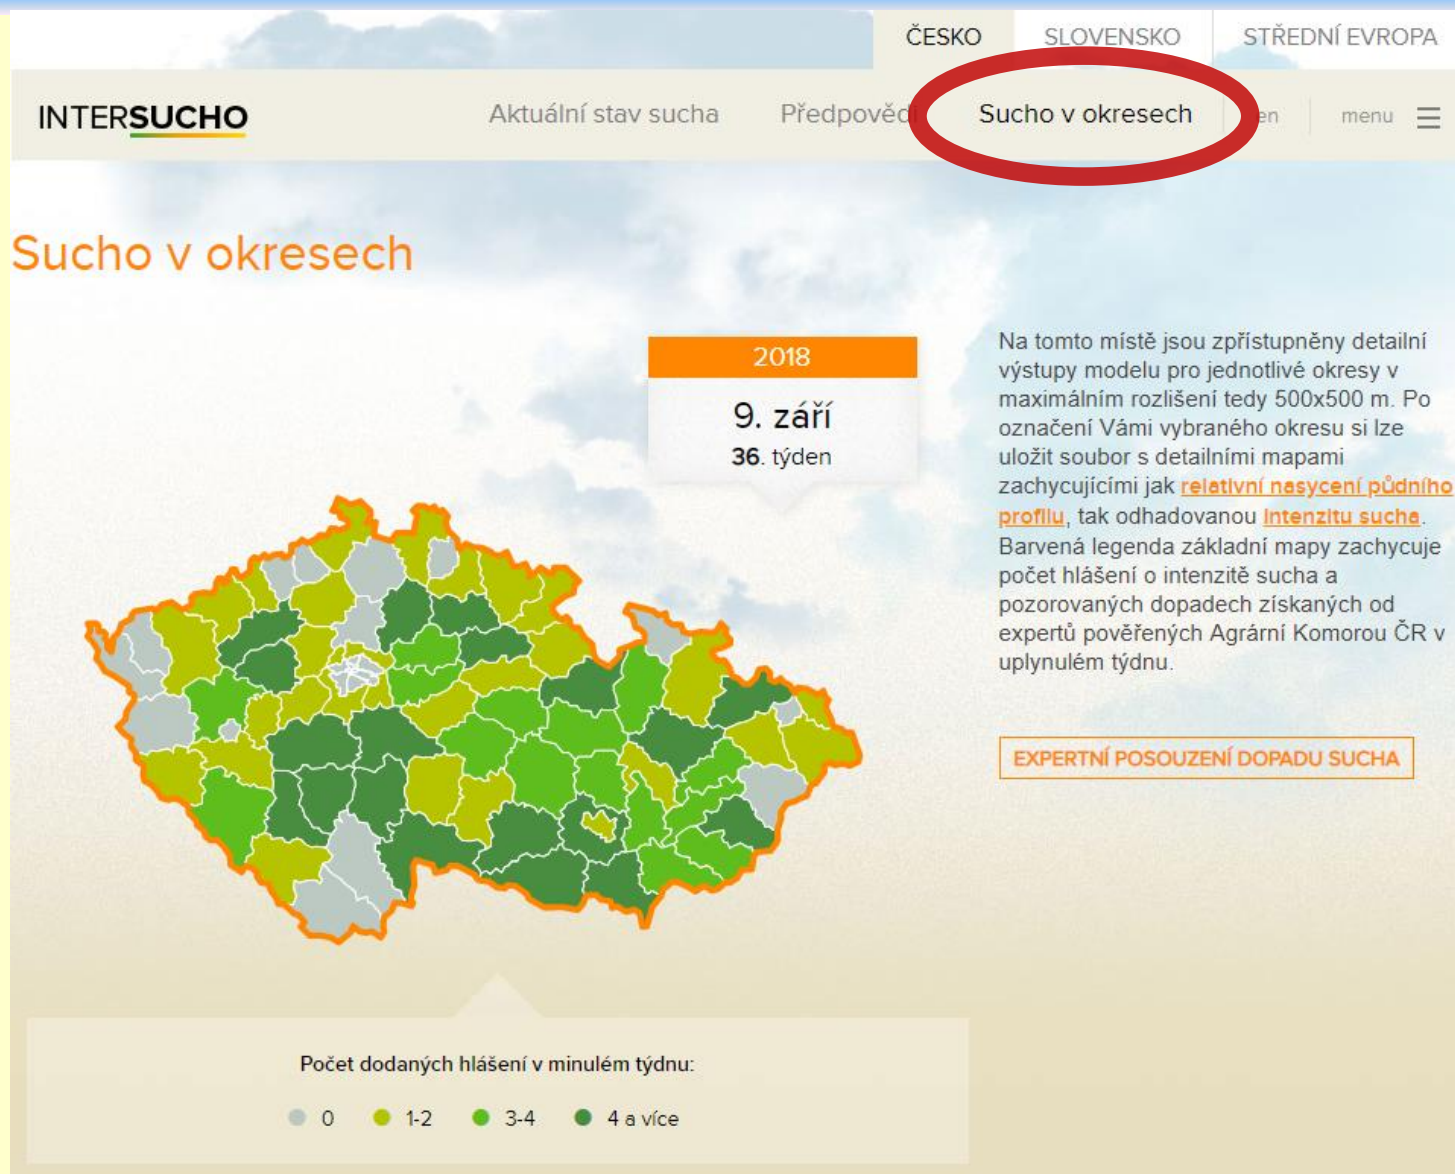 ČESKO SLOVENSKO STŘEDNÍ EVROPA
INTERSUCHO Aktuální stav sucha Předpovědi Sucho v okresech en menu
Sucho v okresech
2018
9. září
36. týden
Na tomto místě jsou zpřístupněny detailní
výstupy modelu pro jednotlivé okresy v
maximálním rozlišení tedy 500x500 m. Po
označení Vámi vybraného okresu si lze
uložit soubor s detailními mapami
zachycujícími jak relativní nasycení půdního
profilu, tak odhadovanou intenzitu sucha.
Barvená legenda základní mapy zachycuje
počet hlášení o intenzitě sucha a
pozorovaných dopadech získaných od
expertů pověřených Agrární Komorou ČR v
uplynulém týdnu.
EXPERTNÍ POSOUZENÍ DOPADU SUCHA
Počet dodaných hlášení v minulém týdnu:
0 1-2 3-4 4 a více